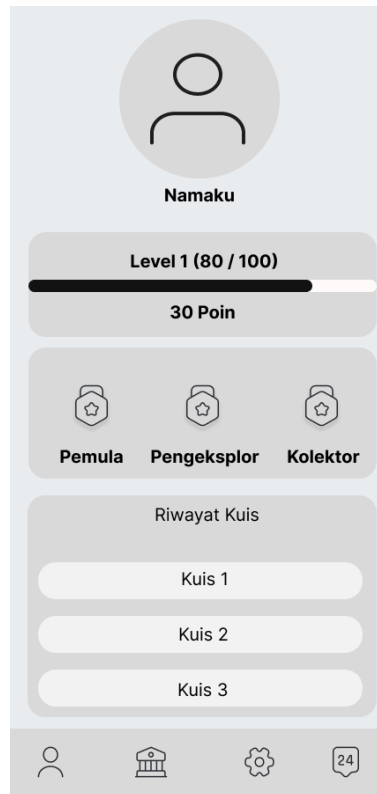 Namaku
Level 1 (80 / 100)
30 Poin
Pemula Pengeksplor Kolektor
Riwayat Kuis
Kuis 1
Kuis 2
Kuis 3
24